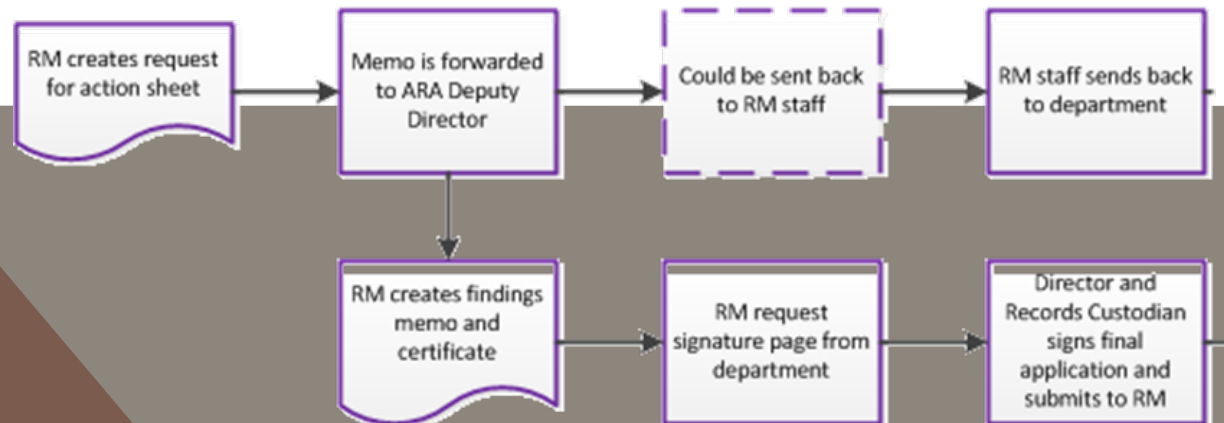 RM creates request
for action sheet
Memo is forwarded
to ARA Deputy
Director
Could be sent back
to RM staff
RM staff sends back
to department
RM creates findings
memo and
certificate
RM request
signature page from
department
Director and
Records Custodian
signs final
application and
submits to RM